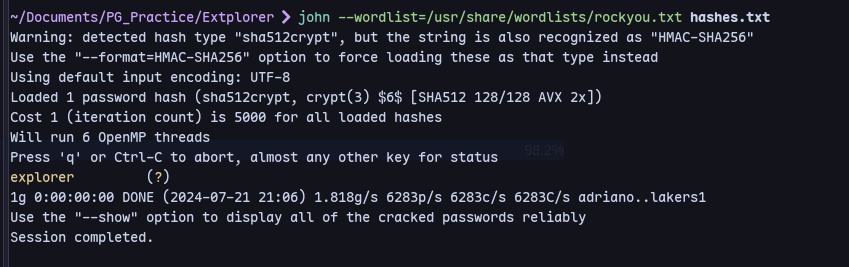 ~/Documents/PG_Practice/Extplorer ❯ john --wordlist=/usr/share/wordlists/rockyou.txt hashes.txt
Warning: detected hash type "sha512crypt", but the string is also recognized as "HMAC-SHA256"
Use the "--format=HMAC-SHA256" option to force loading these as that type instead
Using default input encoding: UTF-8
Loaded 1 password hash (sha512crypt, crypt(3) $6$ [SHA512 128/128 AVX 2x])
Cost 1 (iteration count) is 5000 for all loaded hashes
Will run 6 OpenMP threads
Press 'q' or Ctrl-C to abort, almost any other key for status
98.2%
explorer         (?)
1g 0:00:00:00 DONE (2024-07-21 21:06) 1.818g/s 6283p/s 6283c/s 6283C/s adriano..lakers1
Use the "--show" option to display all of the cracked passwords reliably
Session completed.